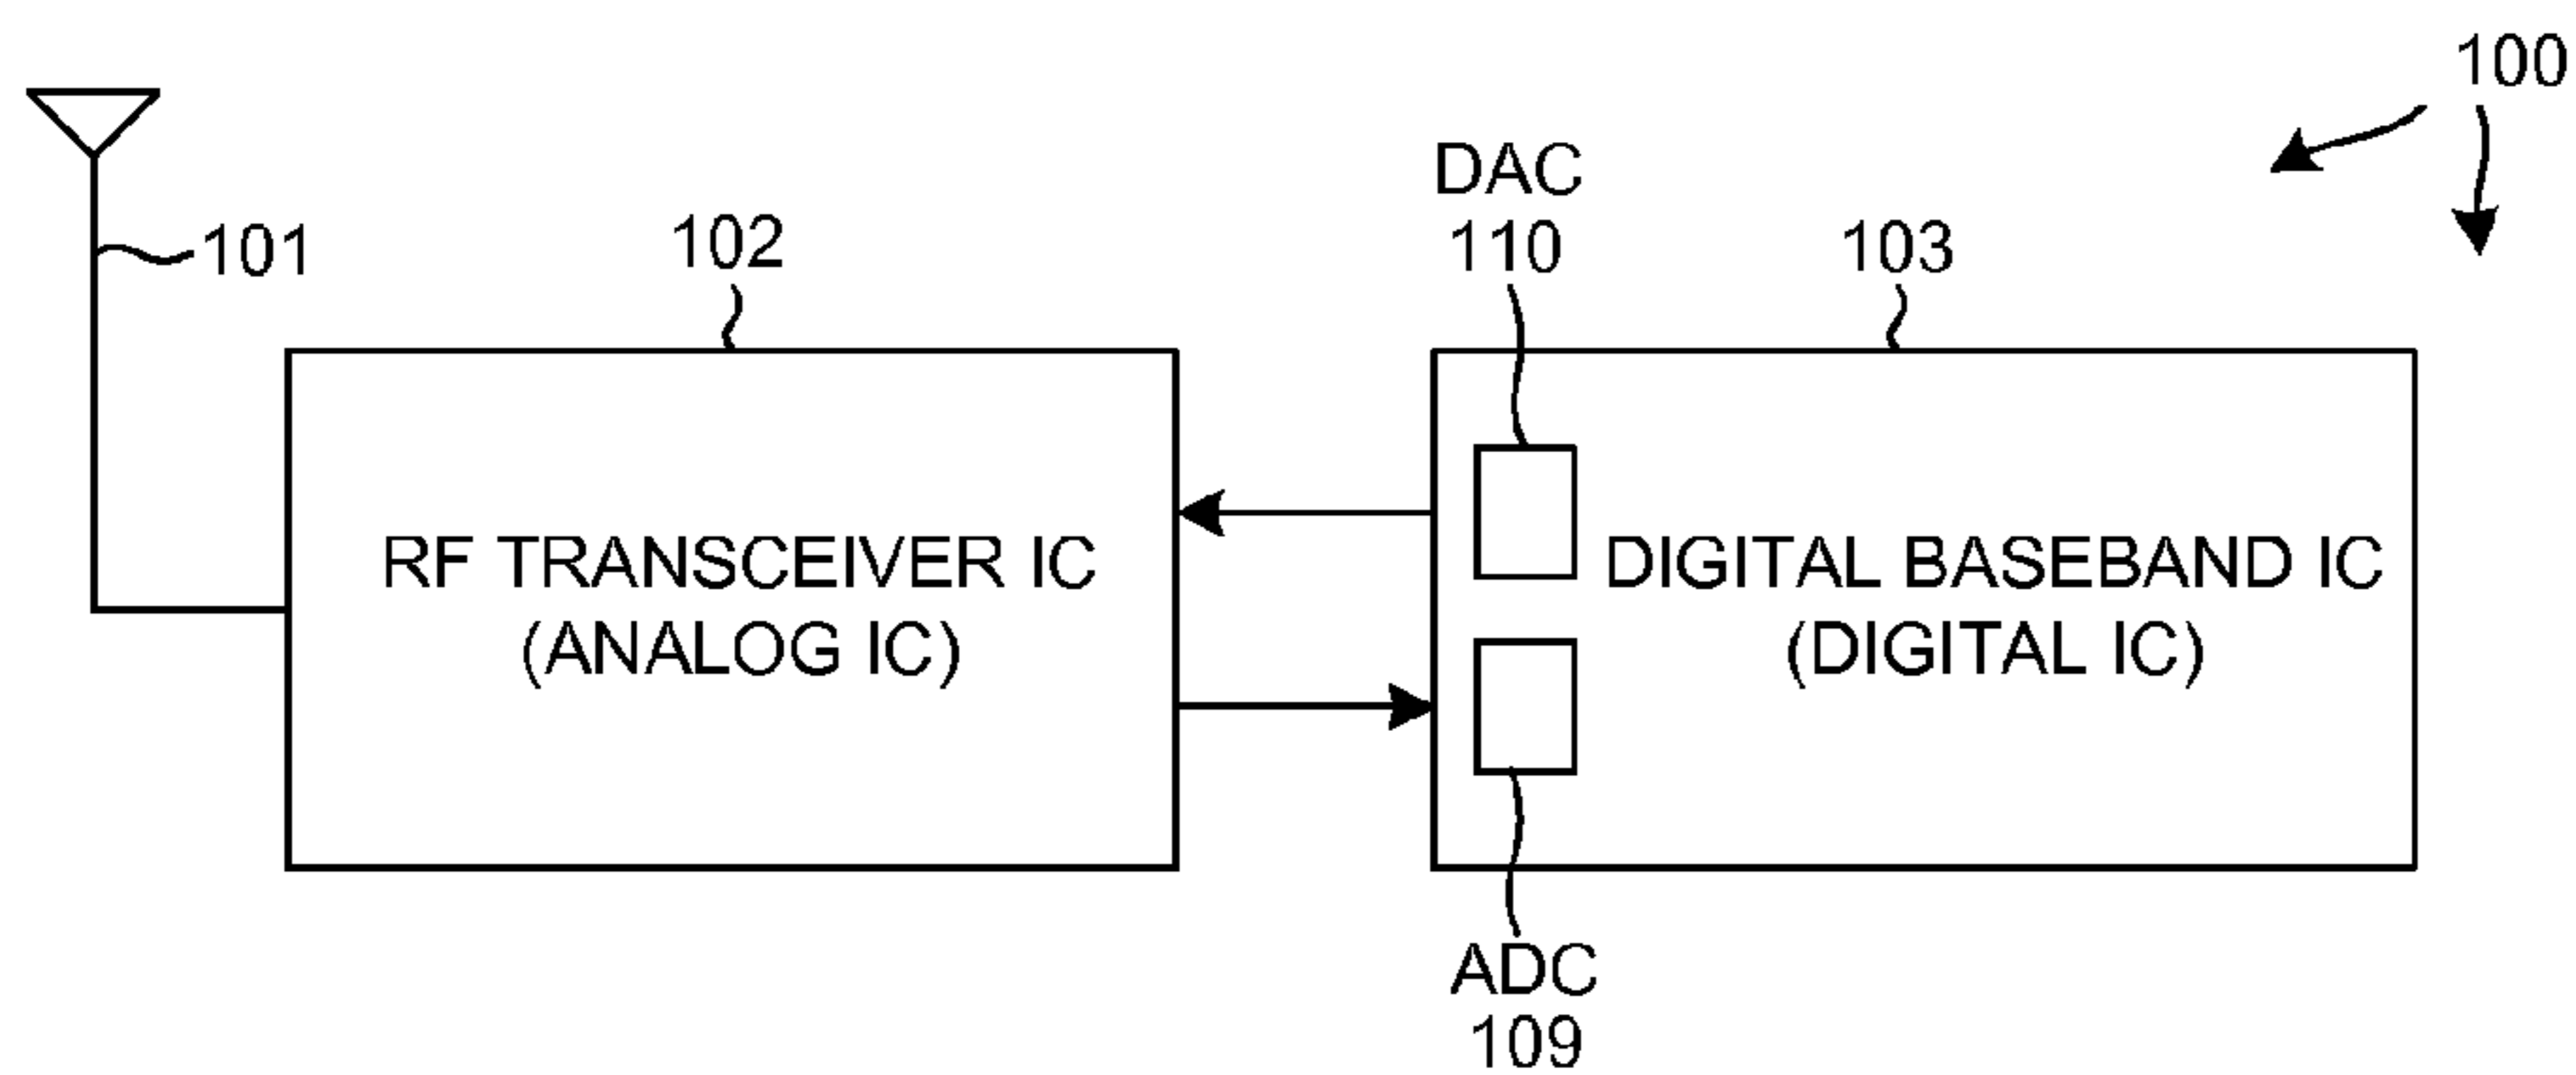 100
DAC
110
101
102
103
RF TRANSCEIVER IC
(ANALOG IC)
DIGITAL BASEBAND IC
(DIGITAL IC)
ADC
109